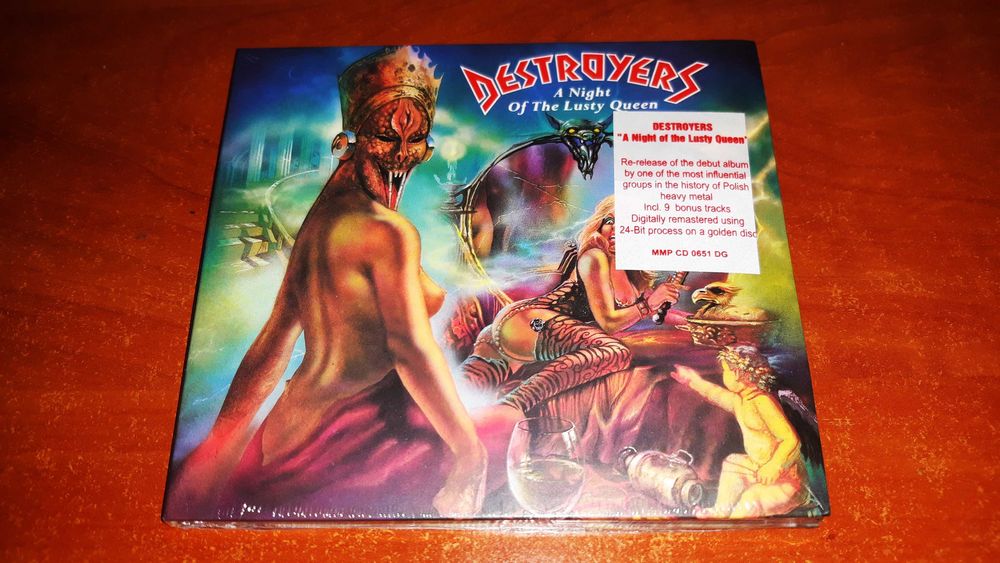 DESTROYERS
A Night
Of The Lusty Queen
DESTROYERS
"A Night of the Lusty Queen"
Re-release of the debut album
by one of the most influential
groups in the history of Polish
heavy metal
Incl. 9 bonus tracks
Digitally remastered using
24-Bit process on a golden disc
MMP CD 0651 DG